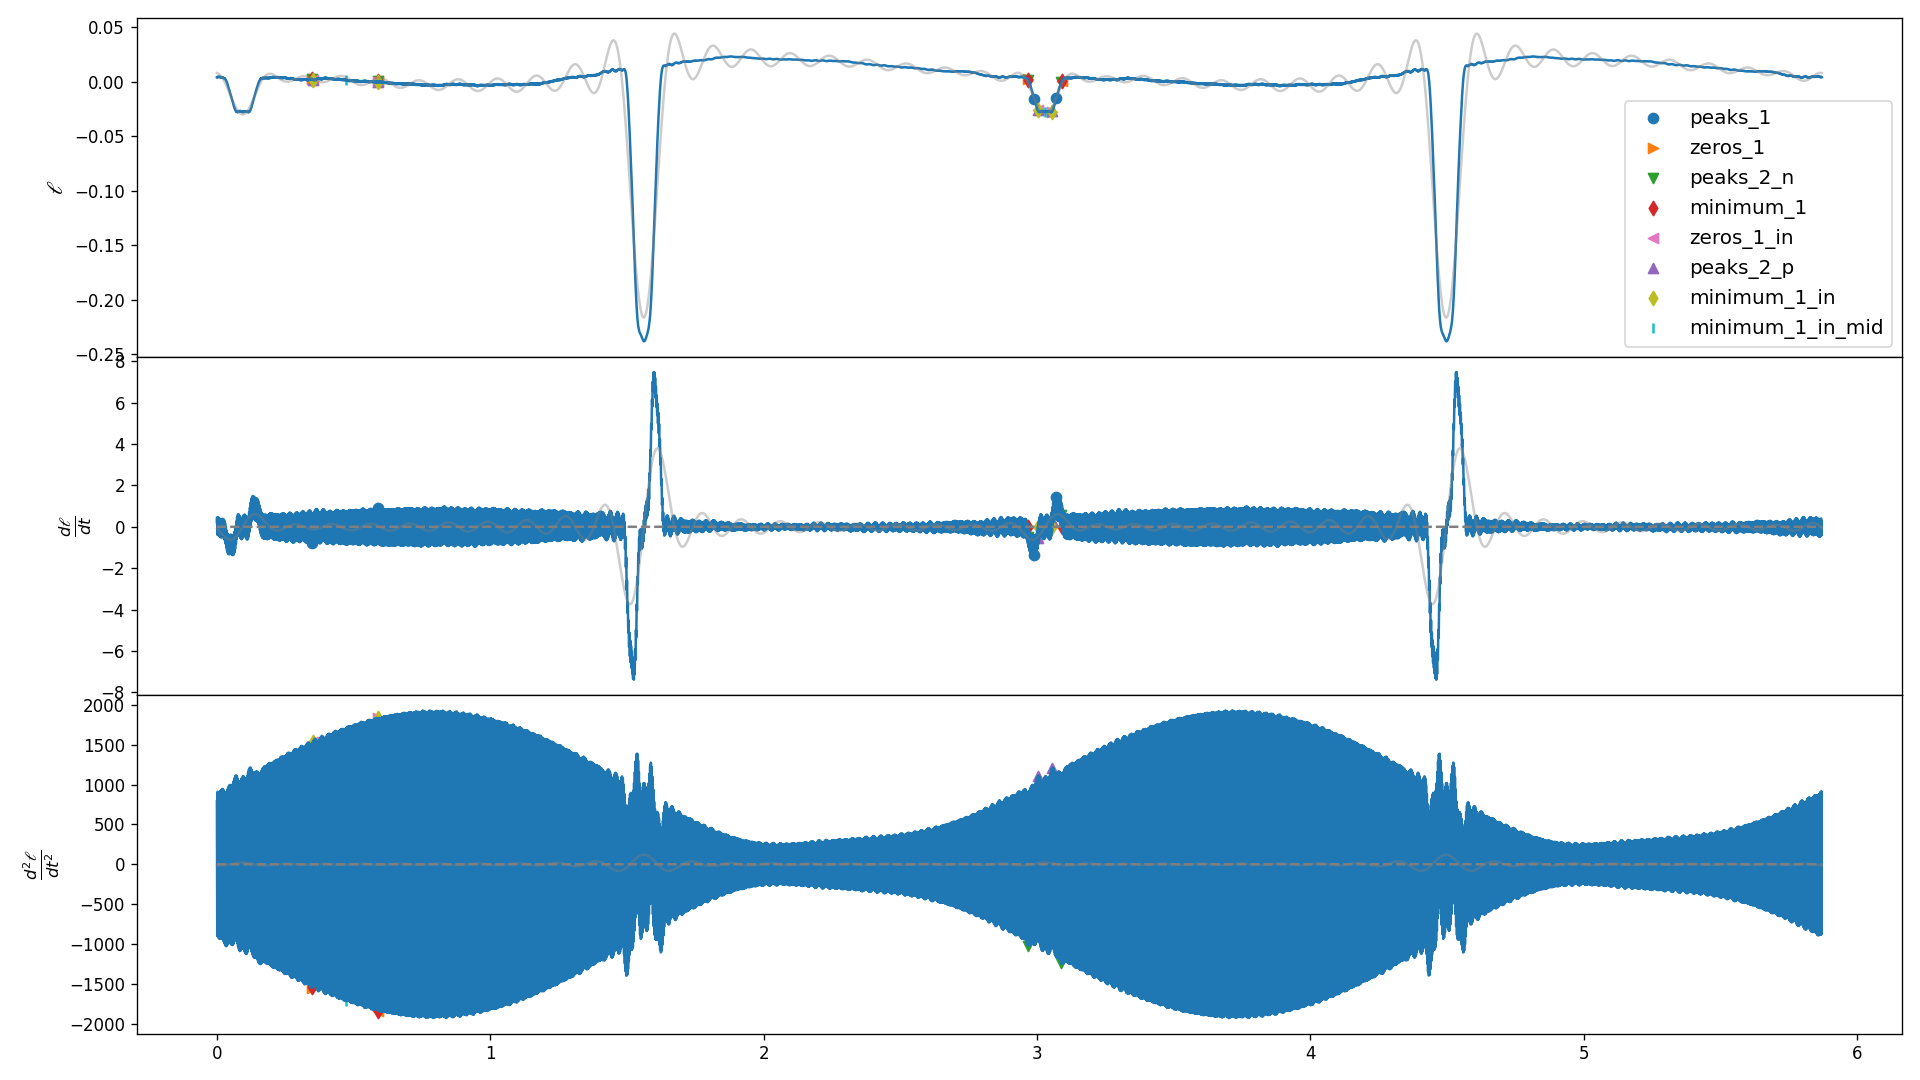 0.05
0.00
−0.05
−0.10
−0.15
−0.20
−0.25
ℓ
peaks_1
zeros_1
peaks_2_n
minimum_1
zeros_1_in
peaks_2_p
minimum_1_in
minimum_1_in_mid
8
6
4
2
0
−2
−4
−6
−8
dℓ
dt
2000
1500
1000
500
0
−500
−1000
−1500
−2000
d²ℓ
dt²
0 1 2 3 4 5 6